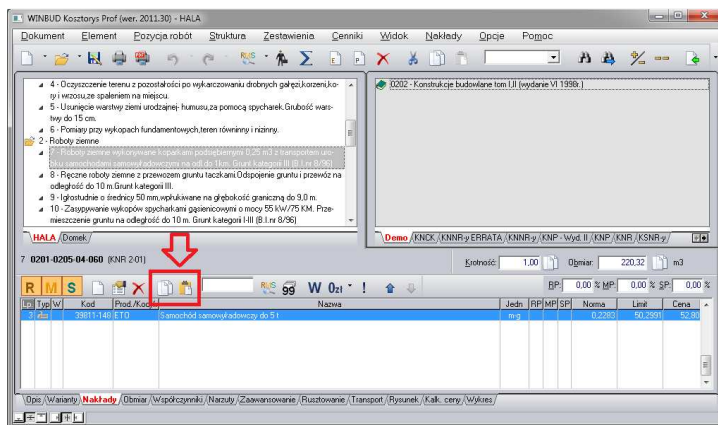 WINBUD Kosztorys Prof (wer. 2011.30) - HALA
Dokument Element Pozycja robót Struktura Zestawienia Cenniki Widok Nakłady Opcje Pomoc
4 - Oczyszczenie terenu z pozostałości po wykarczowaniu drobnych gałęzi,korzeni,ko-
ry i wrzosu,ze spaleniem na miejscu.
5 - Usunięcie warstwy ziemi urodzajnej- humusu,za pomocą spycharek.Grubość wars-
twy do 15 cm.
6 - Pomiary przy wykopach fundamentowych,teren równinny i nizinny.
2 - Roboty ziemne
7 - Roboty ziemne wykonywane koparkami podsiębiernymi 0,25 m3 z transportem uro-
bku samochodami samowyładowczymi na odl.do 1km. Grunt kategorii III (B.I.nr 8/96)
8 - Ręczne roboty ziemne z przewozem gruntu taczkami.Odspojenie gruntu i przewóz na
odległość do 10 m.Grunt kategorii III.
9 - Igłostudnie o średnicy 50 mm,wpłukiwane na głębokość graniczną do 9,0 m.
10 - Zasypywanie wykopów spycharkami gąsienicowymi o mocy 55 kW/75 KM. Prze-
mieszczenie gruntu na odległość do 10 m. Grunt kategorii I-III (B.I.nr 8/96)
HALA Domek
0202 - Konstrukcje budowlane tom I,II (wydanie VI 1998r.)
Demo KNCK KNNR-y ERRATA KNNR-y KNP - Wyd. II KNP KNR KSNR-y
7 0201-0205-04-060 (KNR 2-01) Krotność: 1,00 Obmiar: 220,32 m3
R M S RMS gg W 0zł ! BP: 0,00 % MP: 0,00 % SP: 0,00 %
Lp Typ W Kod Prod./Kod Nazwa Jedn RP MP SP Norma Limit Cena
3 39811-148 ETO Samochód samowyładowczy do 5 t m-g 0,2283 50,2991 52,80
Opis Warianty Nakłady Obmiar Współczynniki Narzuty Zaawansowanie Rusztowanie Transport Rysunek Kalk. ceny Wykres